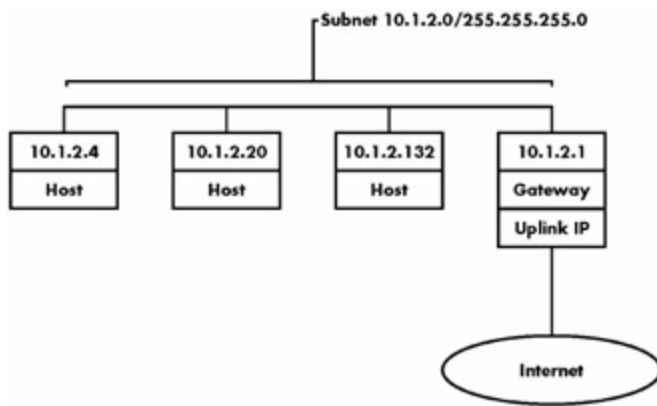 Subnet 10.1.2.0/255.255.255.0
10.1.2.4
Host
10.1.2.20
Host
10.1.2.132
Host
10.1.2.1
Gateway
Uplink IP
Internet